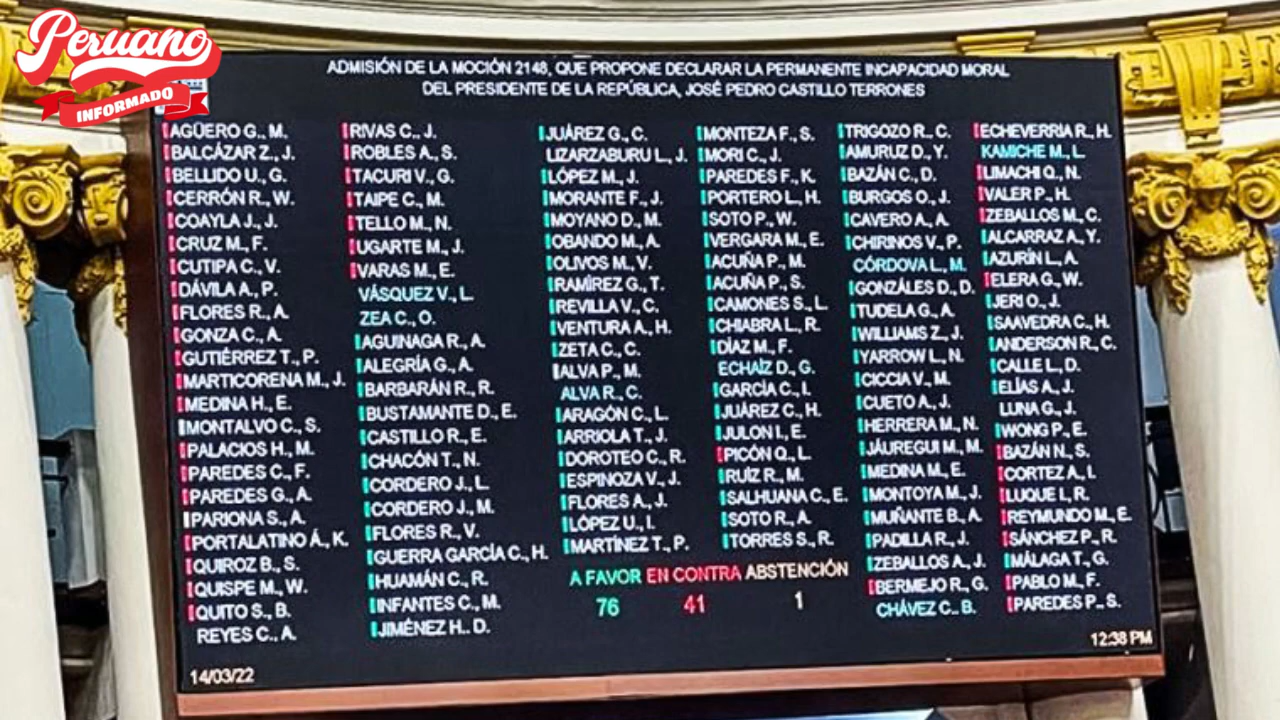 Peruano
INFORMADO
ADMISIÓN DE LA MOCIÓN 2148, QUE PROPONE DECLARAR LA PERMANENTE INCAPACIDAD MORAL
DEL PRESIDENTE DE LA REPÚBLICA, JOSÉ PEDRO CASTILLO TERRONES
AGÜERO G., M.
BALCÁZAR Z., J.
BELLIDO U., G.
CERRÓN R., W.
COAYLA J., J.
CRUZ M., F.
CUTIPA C., V.
DÁVILA A., P.
FLORES R., A.
GONZA C., A.
GUTIÉRREZ T., P.
MARTICORENA M., J.
MEDINA H., E.
MONTALVO C., S.
PALACIOS H., M.
PAREDES C., F.
PAREDES G., A.
PARIONA S., A.
PORTALATINO Á., K.
QUIROZ B., S.
QUISPE M., W.
QUITO S., B.
REYES C., A.
RIVAS C., J.
ROBLES A., S.
TACURI V., G.
TAIPE C., M.
TELLO M., N.
UGARTE M., J.
VARAS M., E.
VÁSQUEZ V., L.
ZEA C., O.
AGUINAGA R., A.
ALEGRÍA G., A.
BARBARÁN R., R.
BUSTAMANTE D., E.
CASTILLO R., E.
CHACÓN T., N.
CORDERO J., L.
CORDERO J., M.
FLORES R., V.
GUERRA GARCÍA C., H.
HUAMÁN C., R.
INFANTES C., M.
JIMÉNEZ H., D.
JUÁREZ G., C.
LIZARZABURU L., J.
LÓPEZ M., J.
MORANTE F., J.
MOYANO D., M.
OBANDO M., A.
OLIVOS M., V.
RAMÍREZ G., T.
REVILLA V., C.
VENTURA A., H.
ZETA C., C.
ALVA P., M.
ALVA R., C.
ARAGÓN C., L.
ARRIOLA T., J.
DOROTEO C., R.
ESPINOZA V., J.
FLORES A., J.
LÓPEZ U., I.
MARTÍNEZ T., P.
MONTEZA F., S.
MORI C., J.
PAREDES F., K.
PORTERO L., H.
SOTO P., W.
VERGARA M., E.
ACUÑA P., M.
ACUÑA P., S.
CAMONES S., L.
CHIABRA L., R.
DÍAZ M., F.
ECHAÍZ D., G.
GARCÍA C., I.
JUÁREZ C., H.
JULON I., E.
PICÓN Q., L.
RUÍZ R., M.
SALHUANA C., E.
SOTO R., A.
TORRES S., R.
TRIGOZO R., C.
AMURUZ D., Y.
BAZÁN C., D.
BURGOS O., J.
CAVERO A., A.
CHIRINOS V., P.
CÓRDOVA L., M.
GONZÁLES D., D.
TUDELA G., A.
WILLIAMS Z., J.
YARROW L., N.
CICCIA V., M.
CUETO A., J.
HERRERA M., N.
JÁUREGUI M., M.
MEDINA M., E.
MONTOYA M., J.
MUÑANTE B., A.
PADILLA R., J.
ZEBALLOS A., J.
BERMEJO R., G.
CHÁVEZ C., B.
ECHEVERRIA R., H.
KAMICHE M., L.
LIMACHI Q., N.
VALER P., H.
ZEBALLOS M., C.
ALCARRAZ A., Y.
AZURÍN L., A.
ELERA G., W.
JERI O., J.
SAAVEDRA C., H.
ANDERSON R., C.
CALLE L., D.
ELÍAS A., J.
LUNA G., J.
WONG P., E.
BAZÁN N., S.
CORTEZ A., I.
LUQUE I., R.
REYMUNDO M., E.
SÁNCHEZ P., R.
MÁLAGA T., G.
PABLO M., F.
PAREDES P., S.
A FAVOR EN CONTRA ABSTENCIÓN
76 41 1
14/03/22
12:38 PM